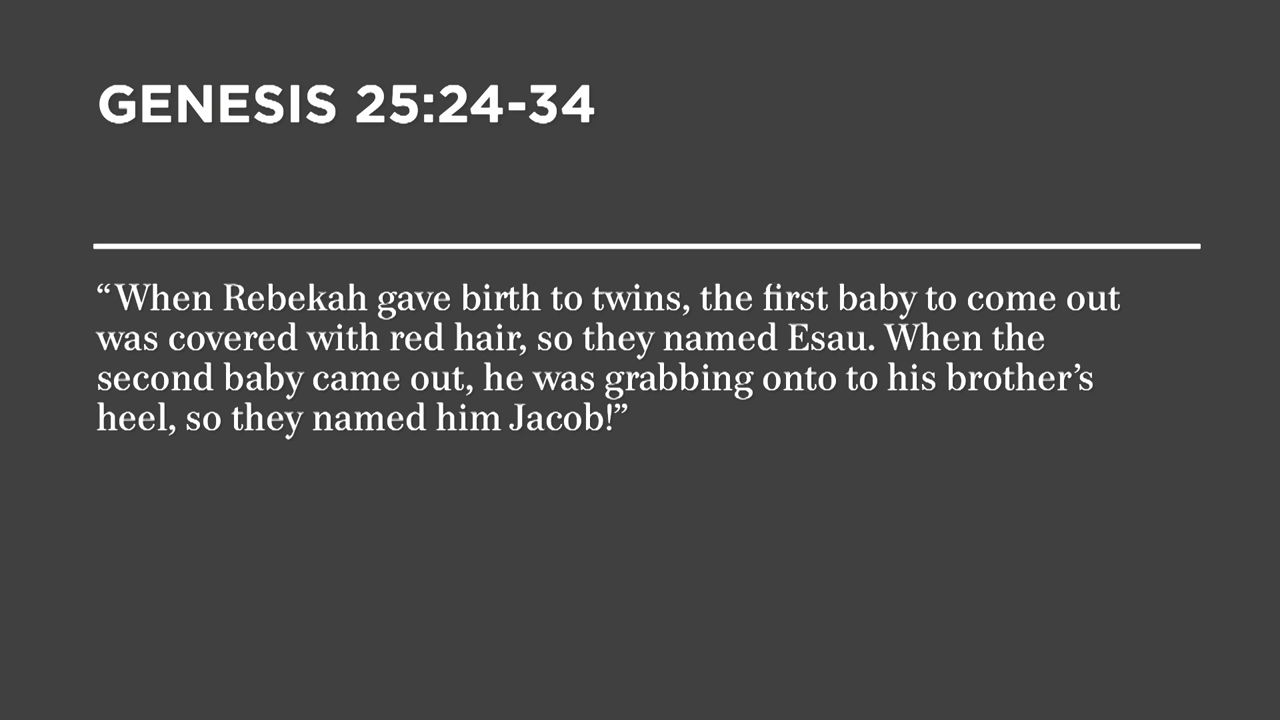 GENESIS 25:24-34
“When Rebekah gave birth to twins, the first baby to come out
was covered with red hair, so they named Esau. When the
second baby came out, he was grabbing onto to his brother’s
heel, so they named him Jacob!”